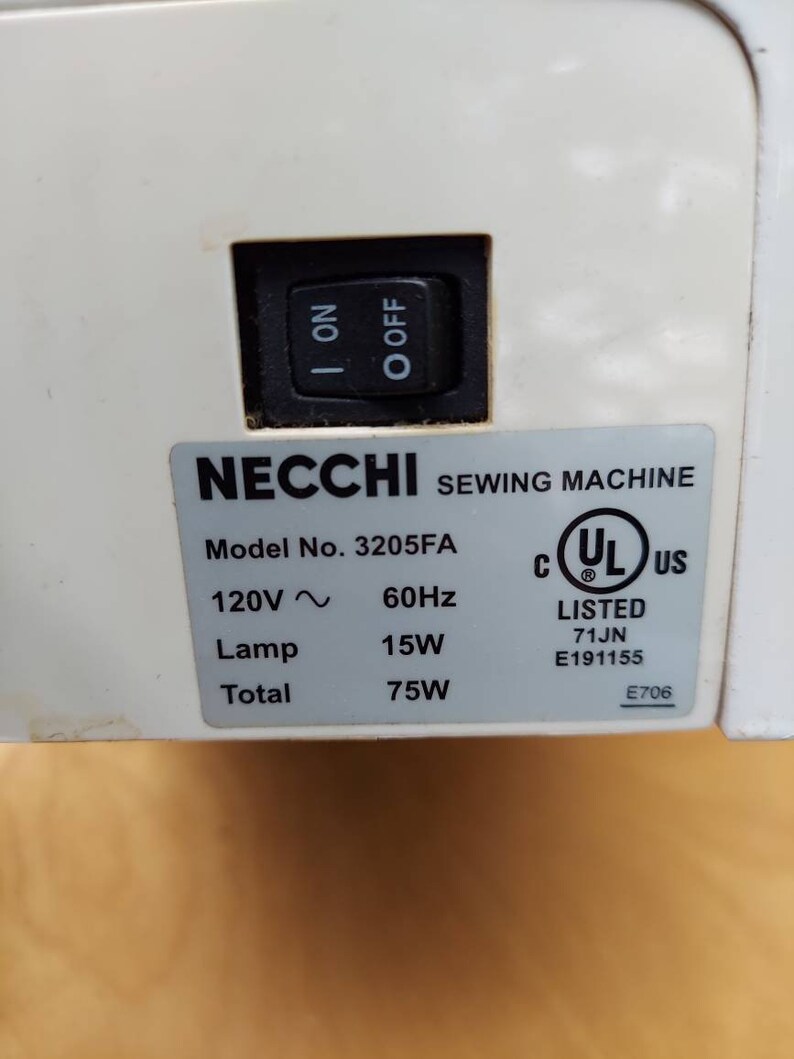 I ON
O OFF
NECCHI SEWING MACHINE
Model No. 3205FA
120V ~ 60Hz
Lamp 15W
Total 75W
C UL® US
LISTED
71JN
E191155
E706